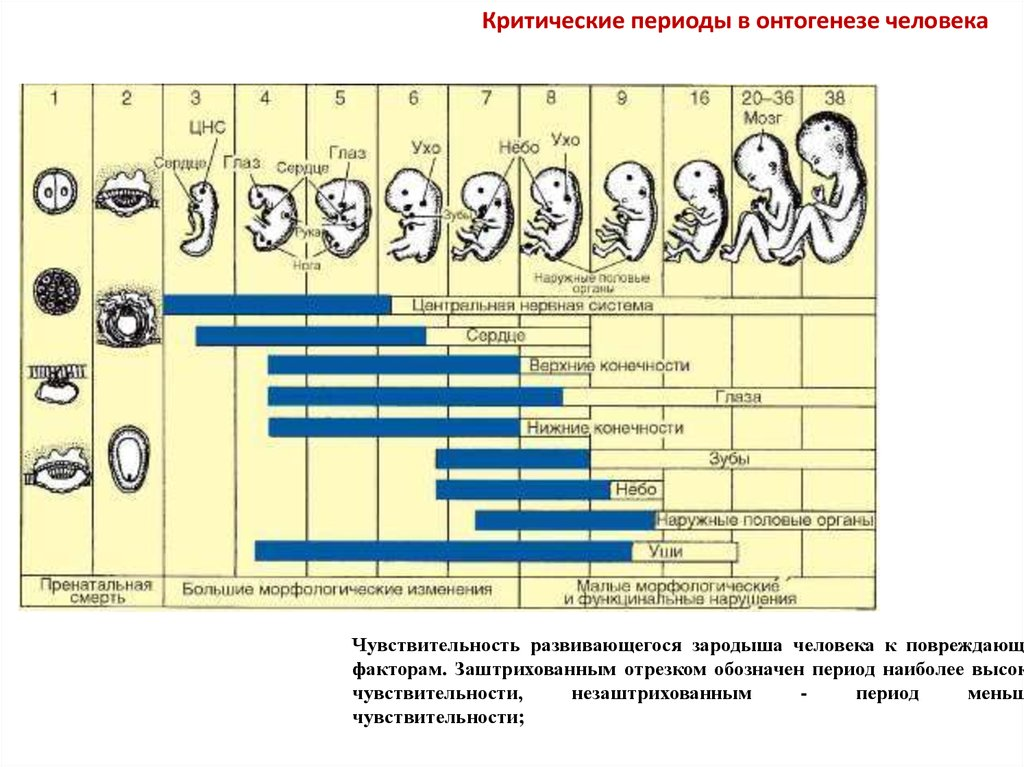 Критические периоды в онтогенезе человека
1 2 3 4 5 6 7 8 9 16 20–36 38
ЦНС
Мозг
Сердце Глаз Сердце Глаз Ухо Нёбо Ухо
Зубы
Рука
Нога
Наружные половые
органы
Центральная нервная система
Сердце
Верхние конечности
Глаза
Нижние конечности
Зубы
Нёбо
Наружные половые органы
Уши
Пренатальная
смерть
Большие морфологические изменения
Малые морфологические
и функцинальные нарушения
Чувствительность развивающегося зародыша человека к повреждающ
факторам. Заштрихованным отрезком обозначен период наиболее высок
чувствительности, незаштрихованным - период меньш
чувствительности;